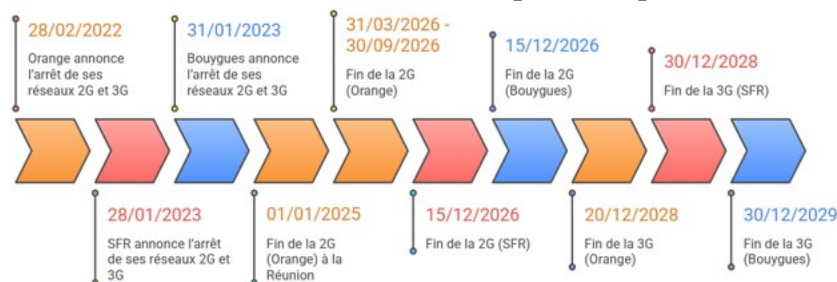 28/02/2022
Orange annonce
l'arrêt de ses
réseaux 2G et 3G
28/01/2023
SFR annonce l'arrêt
de ses réseaux 2G et
3G
31/01/2023
Bouygues annonce
l'arrêt de ses
réseaux 2G et 3G
01/01/2025
Fin de la 2G
(Orange) à la
Réunion
31/03/2026 -
30/09/2026
Fin de la 2G
(Orange)
15/12/2026
Fin de la 2G (SFR)
15/12/2026
Fin de la 2G
(Bouygues)
20/12/2028
Fin de la 3G
(Orange)
30/12/2028
Fin de la 3G (SFR)
30/12/2029
Fin de la 3G
(Bouygues)